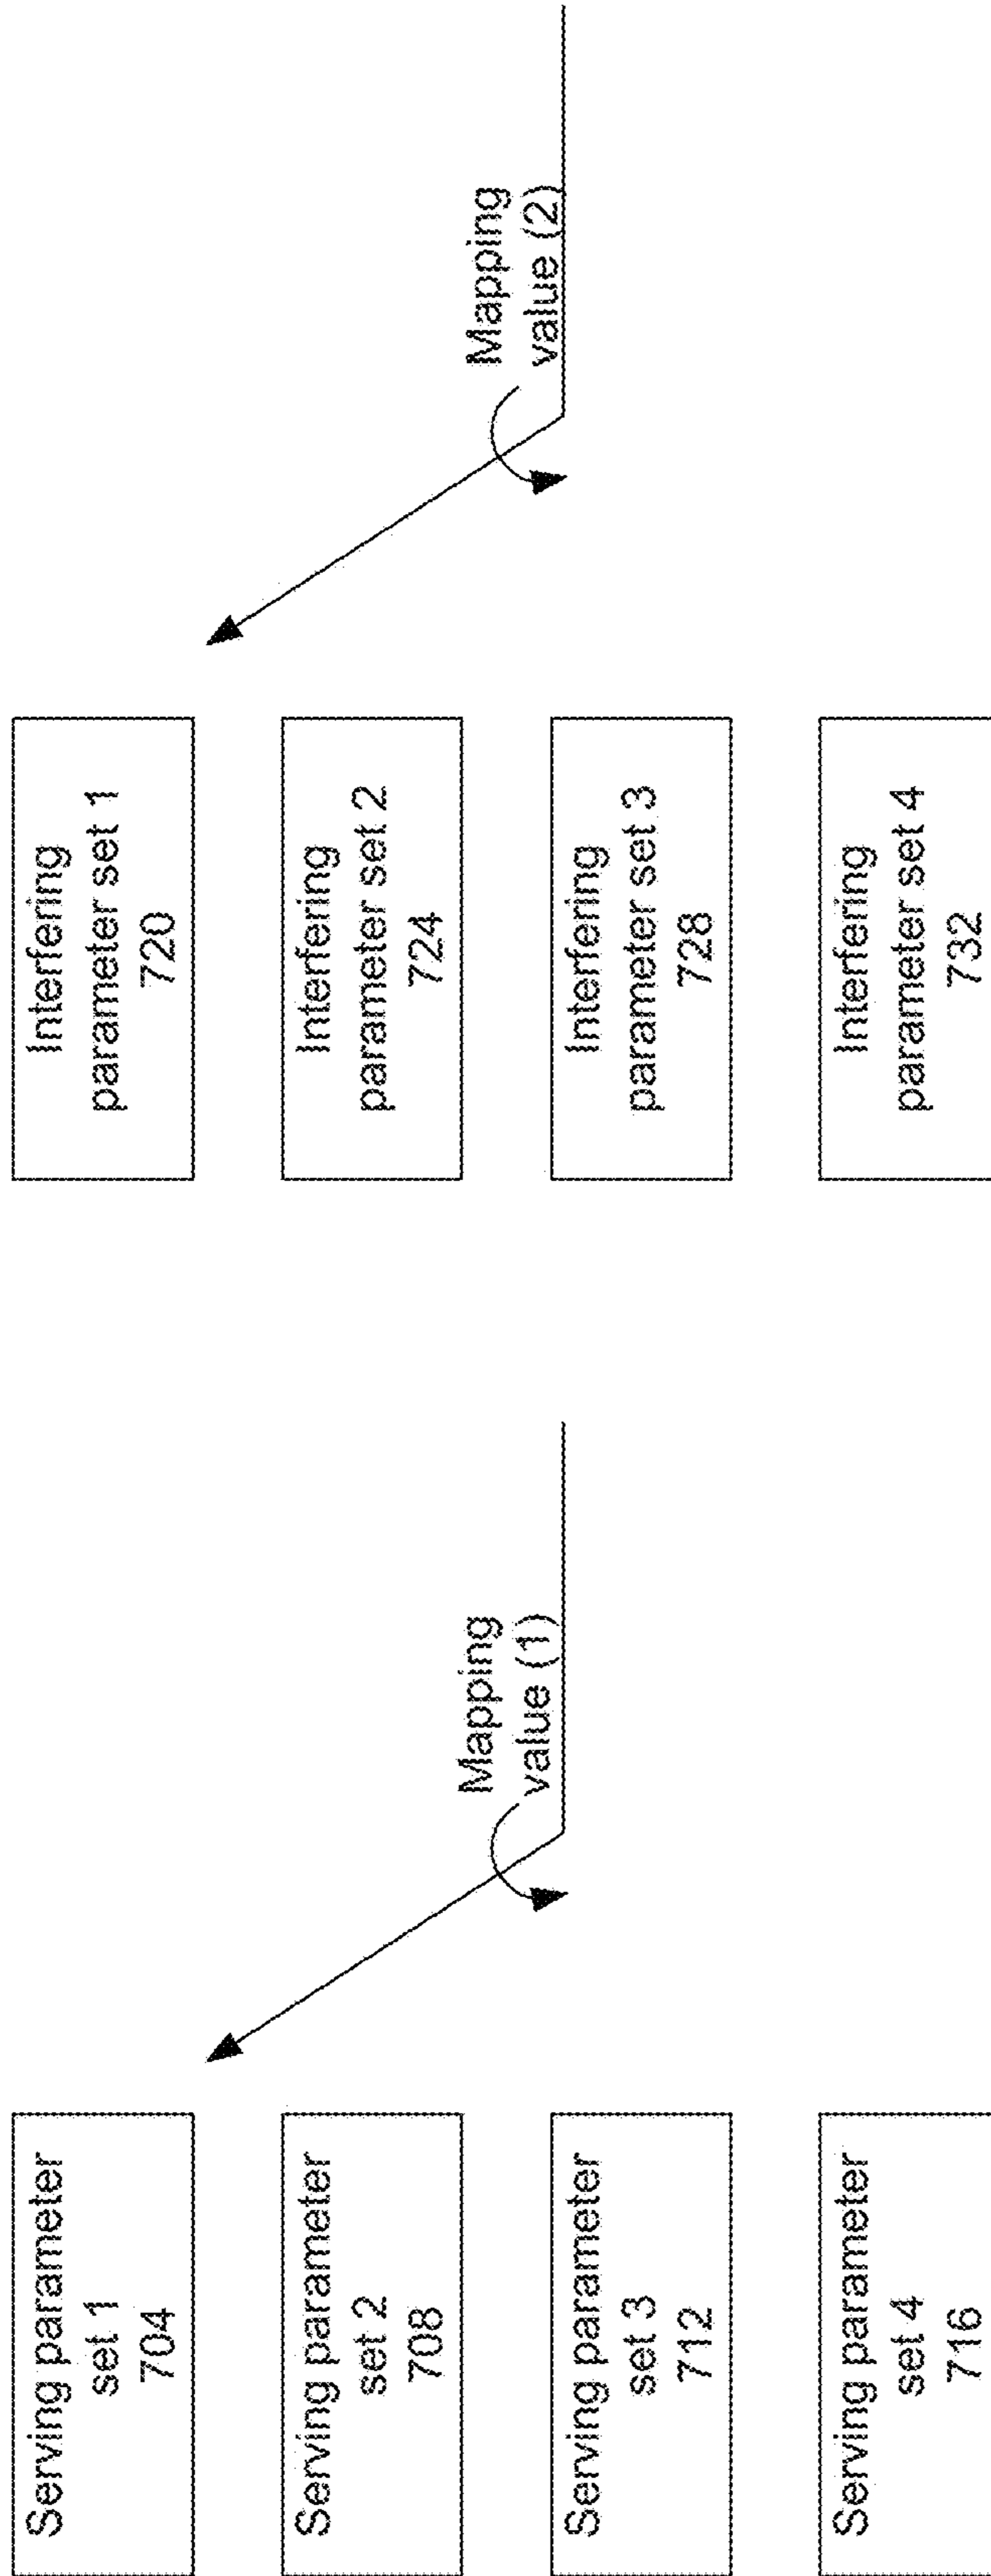 Serving parameter
set 1
704
Serving parameter
set 2
708
Serving parameter
set 3
712
Serving parameter
set 4
716
Mapping
value (1)
Interfering
parameter set 1
720
Interfering
parameter set 2
724
Interfering
parameter set 3
728
Interfering
parameter set 4
732
Mapping
value (2)